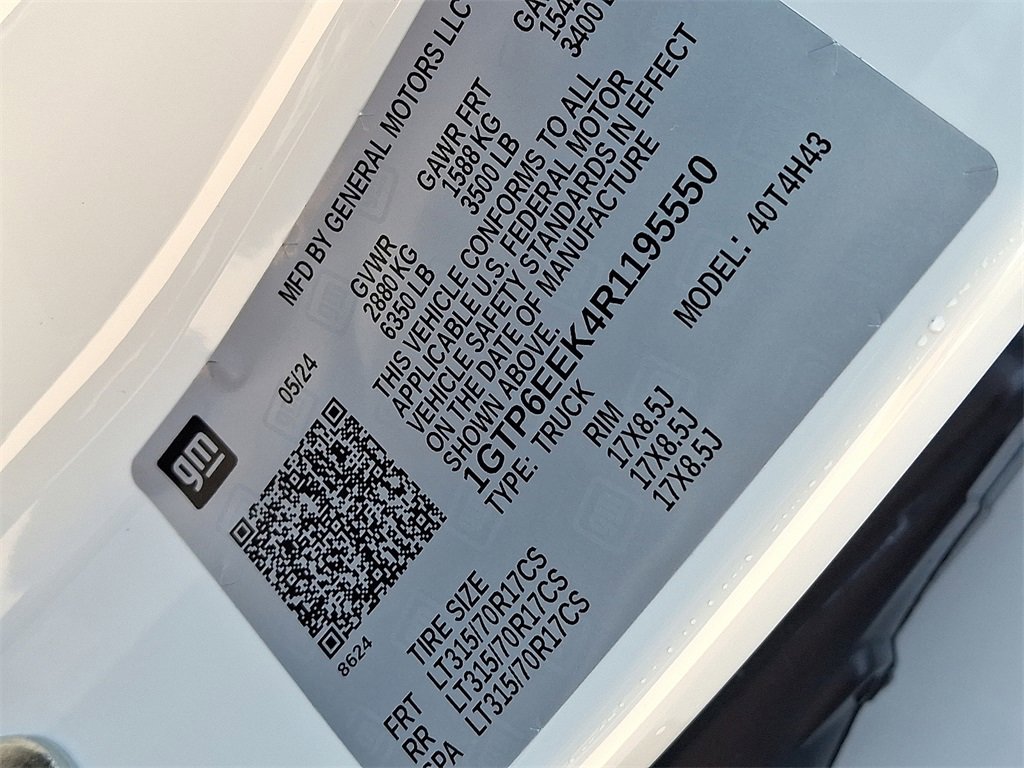 gm
05/24
MFD BY GENERAL MOTORS LLC
GVWR
2880 KG
6350 LB
GAWR FRT
1588 KG
3500 LB
3400
THIS VEHICLE CONFORMS TO ALL
APPLICABLE U.S. FEDERAL MOTOR
VEHICLE SAFETY STANDARDS IN EFFECT
ON THE DATE OF MANUFACTURE
SHOWN ABOVE.
1GTP6EEK4R1195550
TYPE: TRUCK
MODEL: 40T4H43
8624
TIRE SIZE RIM
FRT LT315/70R17CS 17X8.5J
RR LT315/70R17CS 17X8.5J
SPA LT315/70R17CS 17X8.5J